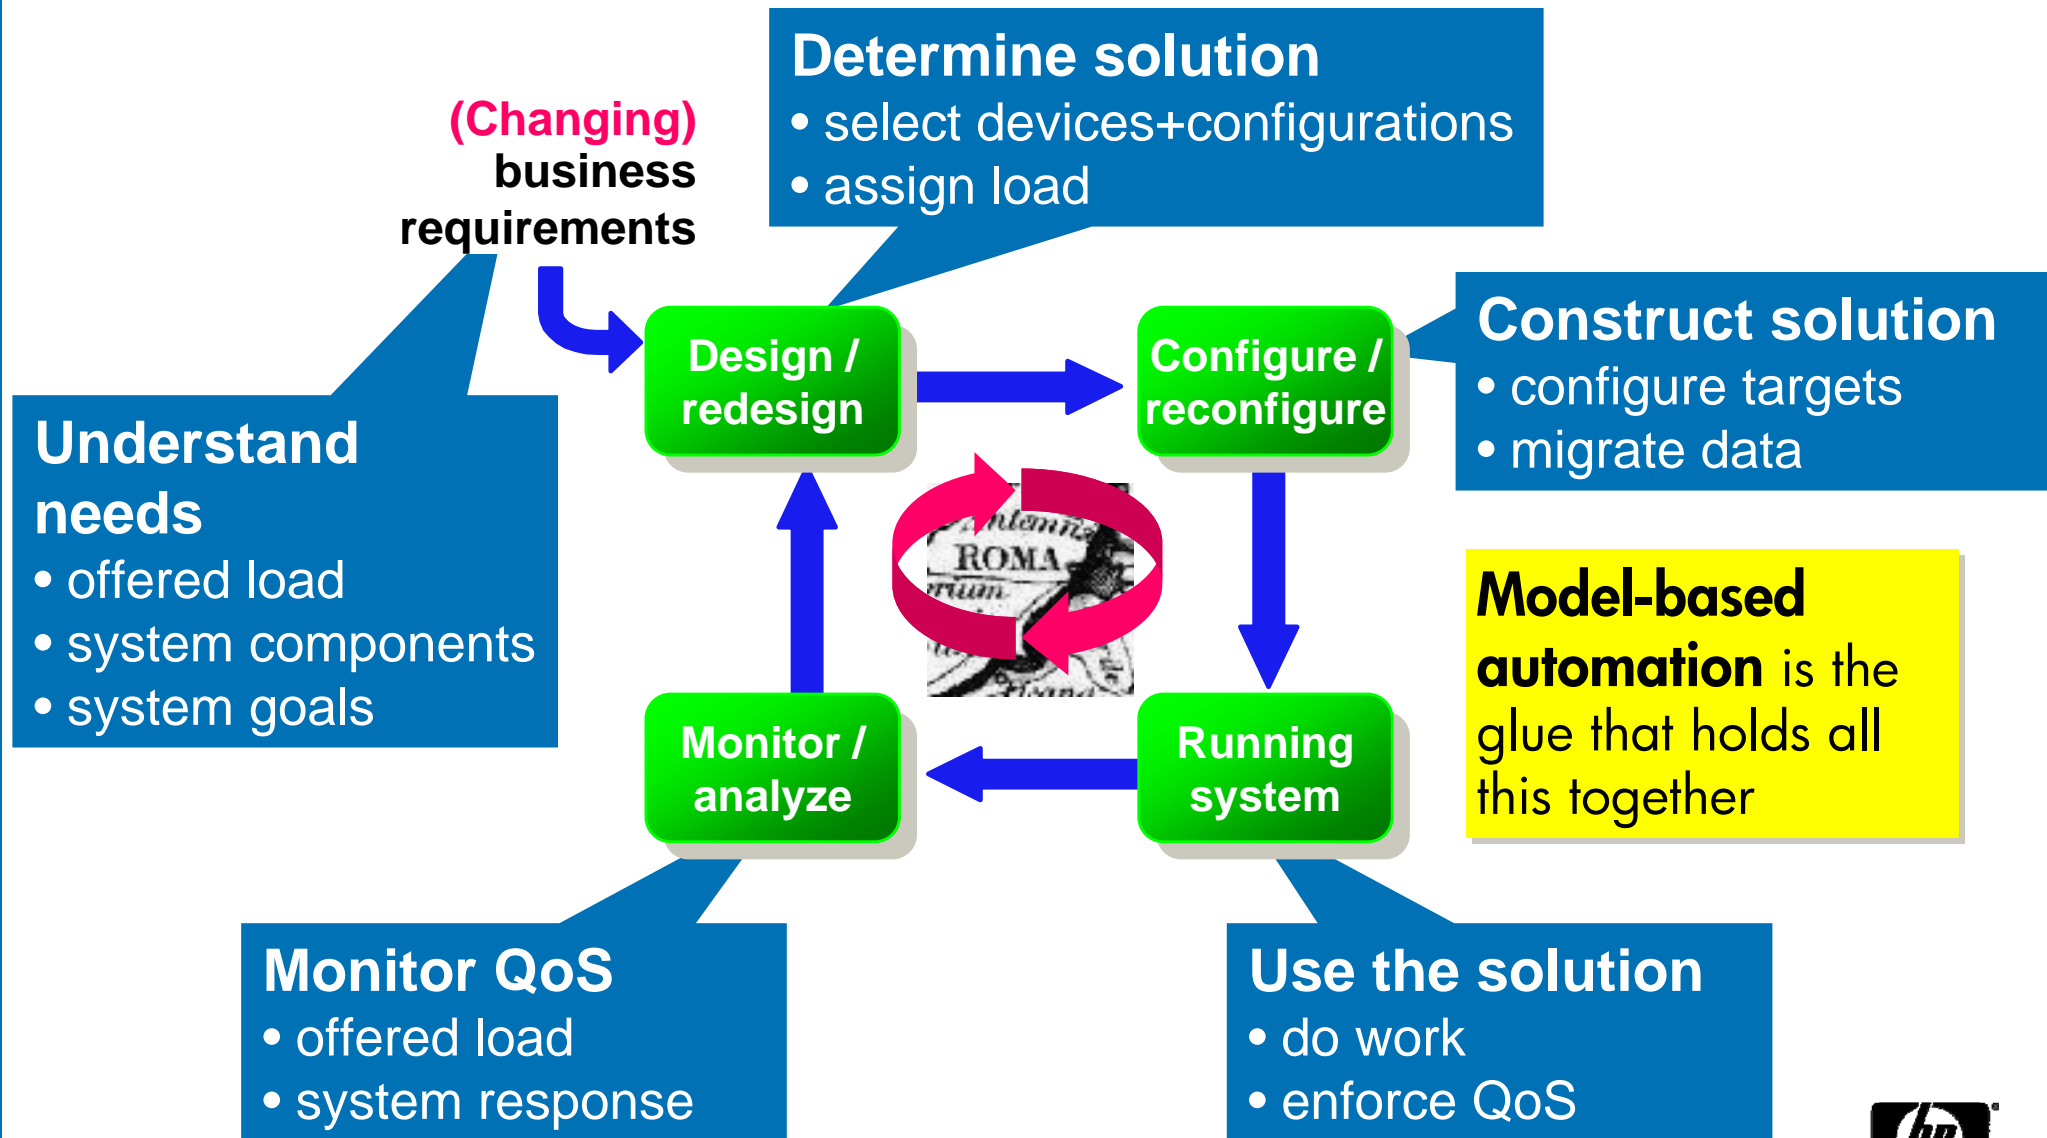 Determine solution
• select devices+configurations
• assign load
(Changing)
business
requirements
Construct solution
• configure targets
• migrate data
Design /
redesign
Configure /
reconfigure
Understand
needs
• offered load
• system components
• system goals
ROMA
Model-based
automation is the
glue that holds all
this together
Monitor /
analyze
Running
system
Monitor QoS
• offered load
• system response
Use the solution
• do work
• enforce QoS
hp